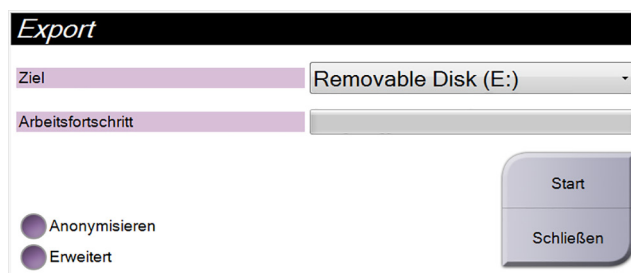 Export
Ziel
Removable Disk (E:)
Arbeitsfortschritt
Start
Anonymisieren
Schließen
Erweitert